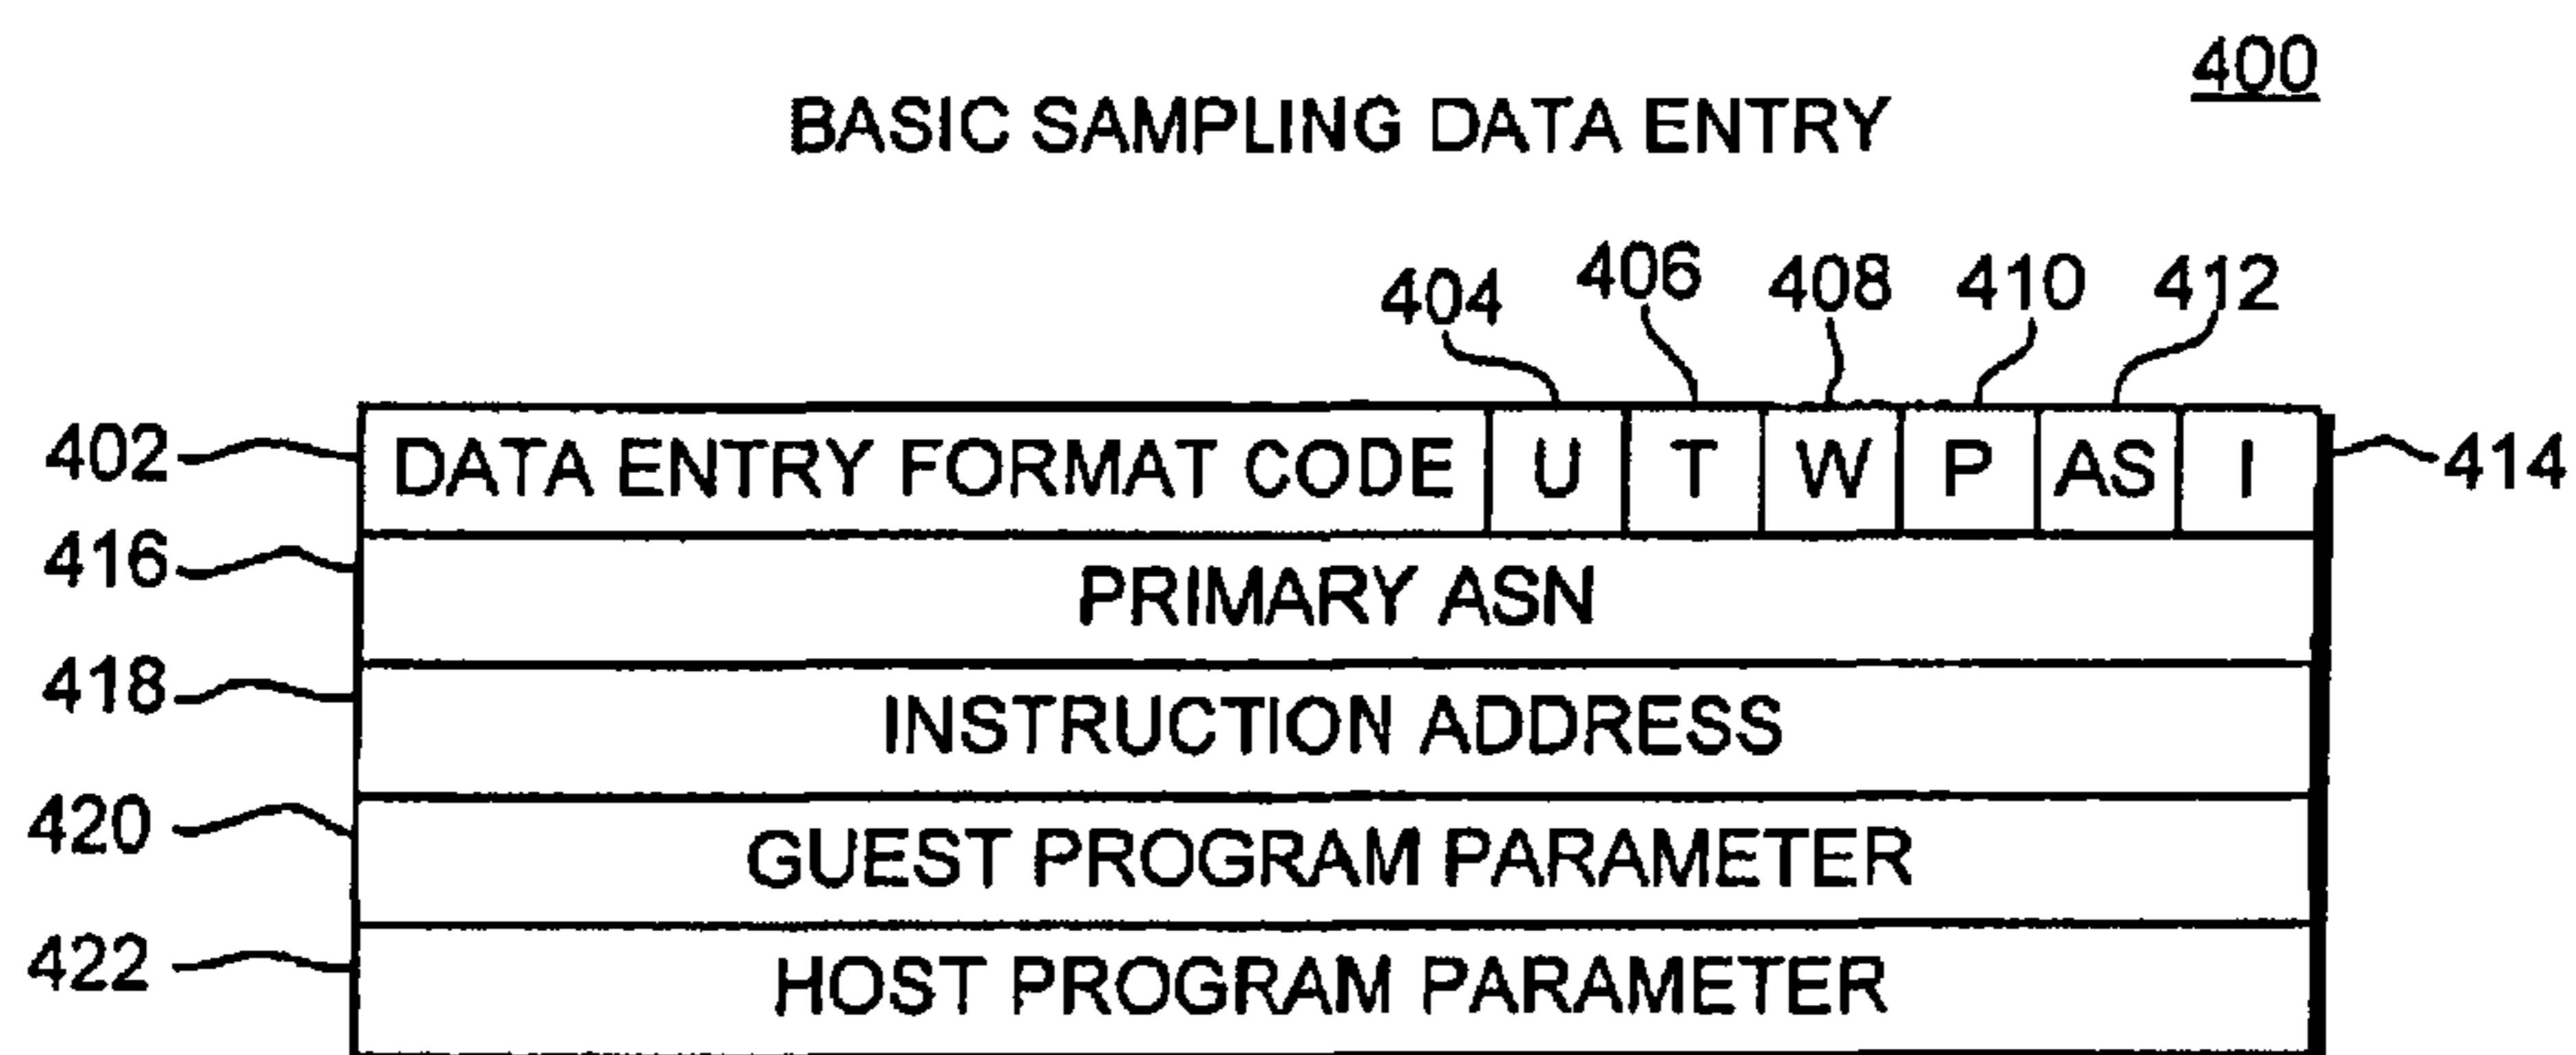 400
BASIC SAMPLING DATA ENTRY
404 406 408 410 412
402 DATA ENTRY FORMAT CODE U T W P AS I 414
416 PRIMARY ASN
418 INSTRUCTION ADDRESS
420 GUEST PROGRAM PARAMETER
422 HOST PROGRAM PARAMETER